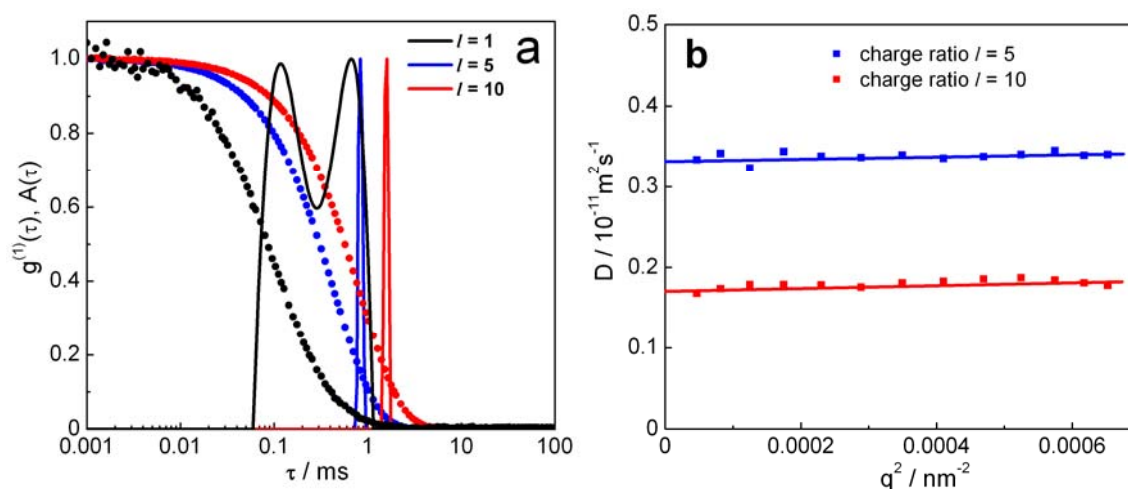 a
l = 1
l = 5
l = 10
g(1)(τ), A(τ)
1.0
0.8
0.6
0.4
0.2
0
0.001
0.01
0.1
1
10
100
τ / ms
b
charge ratio l = 5
charge ratio l = 10
D / 10-11m2s-1
0.5
0.4
0.3
0.2
0.1
0
0
0.0002
0.0004
0.0006
q2 / nm-2